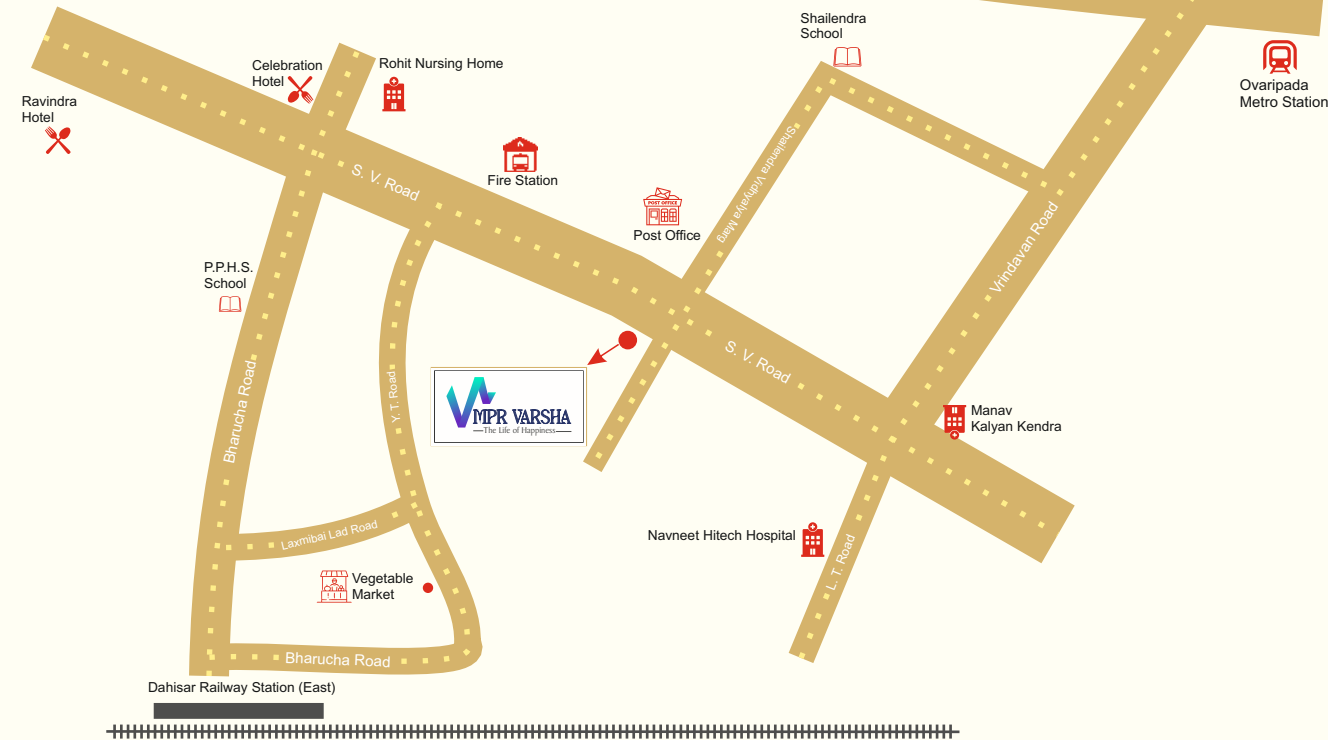 Shailendra
School
Celebration
Hotel
Rohit Nursing Home
Ovaripada
Metro Station
Ravindra
Hotel
S. V. Road
Fire Station
Shailendra Vidhyalya Marg
POST OFFICE
Post Office
Vrindavan Road
P.P.H.S.
School
S. V. Road
Bharucha Road
Y. T. Road
MPR VARSHA
The Life of Happiness
Manav
Kalyan Kendra
Laxmibai Lad Road
Navneet Hitech Hospital
L. T. Road
Vegetable
Market
Bharucha Road
Dahisar Railway Station (East)